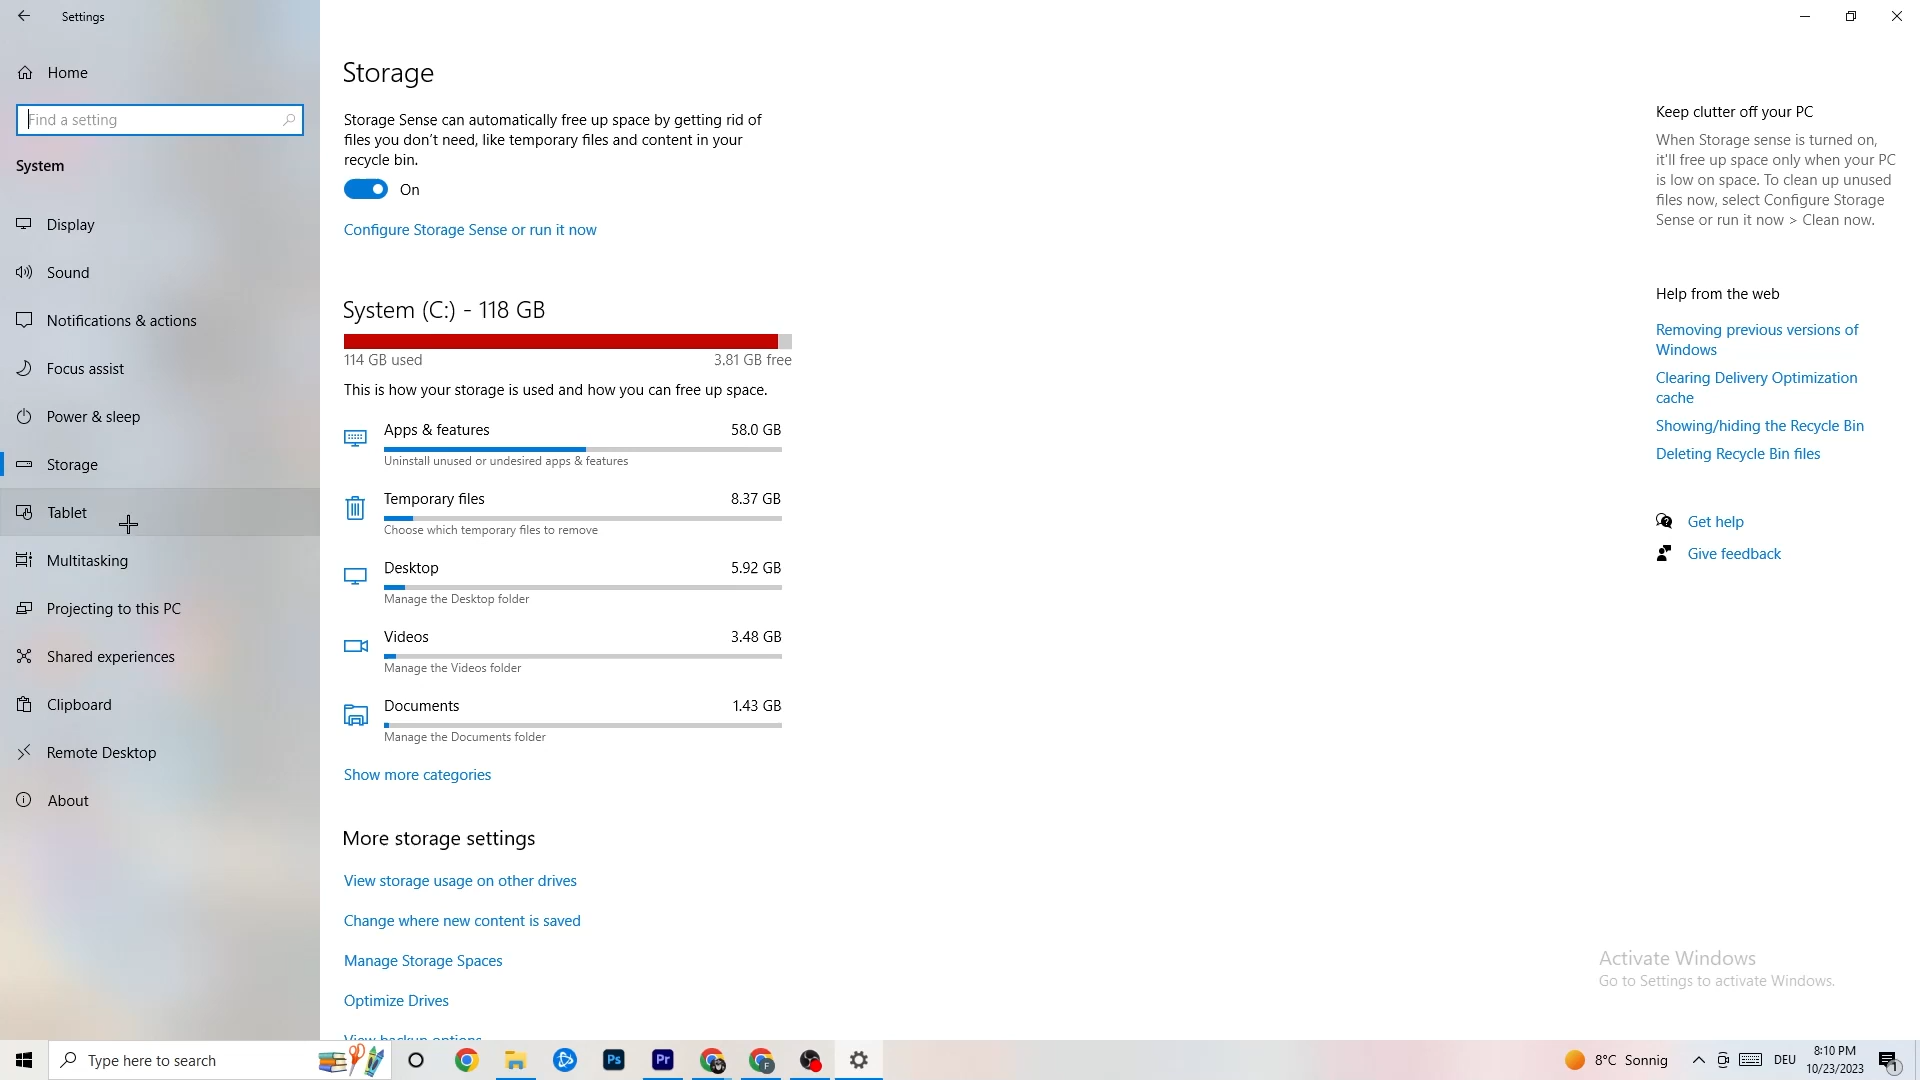 Settings
Home
Find a setting
System
Display
Sound
Notifications & actions
Focus assist
Power & sleep
Storage
Tablet
Multitasking
Projecting to this PC
Shared experiences
Clipboard
Remote Desktop
About
Storage
Storage Sense can automatically free up space by getting rid of
files you don't need, like temporary files and content in your
recycle bin.
On
Configure Storage Sense or run it now
System (C:) - 118 GB
114 GB used 3.81 GB free
This is how your storage is used and how you can free up space.
Apps & features 58.0 GB
Uninstall unused or undesired apps & features
Temporary files 8.37 GB
Choose which temporary files to remove
Desktop 5.92 GB
Manage the Desktop folder
Videos 3.48 GB
Manage the Videos folder
Documents 1.43 GB
Manage the Documents folder
Show more categories
More storage settings
View storage usage on other drives
Change where new content is saved
Manage Storage Spaces
Optimize Drives
View backup options
Keep clutter off your PC
When Storage sense is turned on,
it'll free up space only when your PC
is low on space. To clean up unused
files now, select Configure Storage
Sense or run it now > Clean now.
Help from the web
Removing previous versions of
Windows
Clearing Delivery Optimization
cache
Showing/hiding the Recycle Bin
Deleting Recycle Bin files
Get help
Give feedback
Activate Windows
Go to Settings to activate Windows.
Type here to search
Ps
Pr
F
8°C Sonnig
DEU
8:10 PM
10/23/2023
1